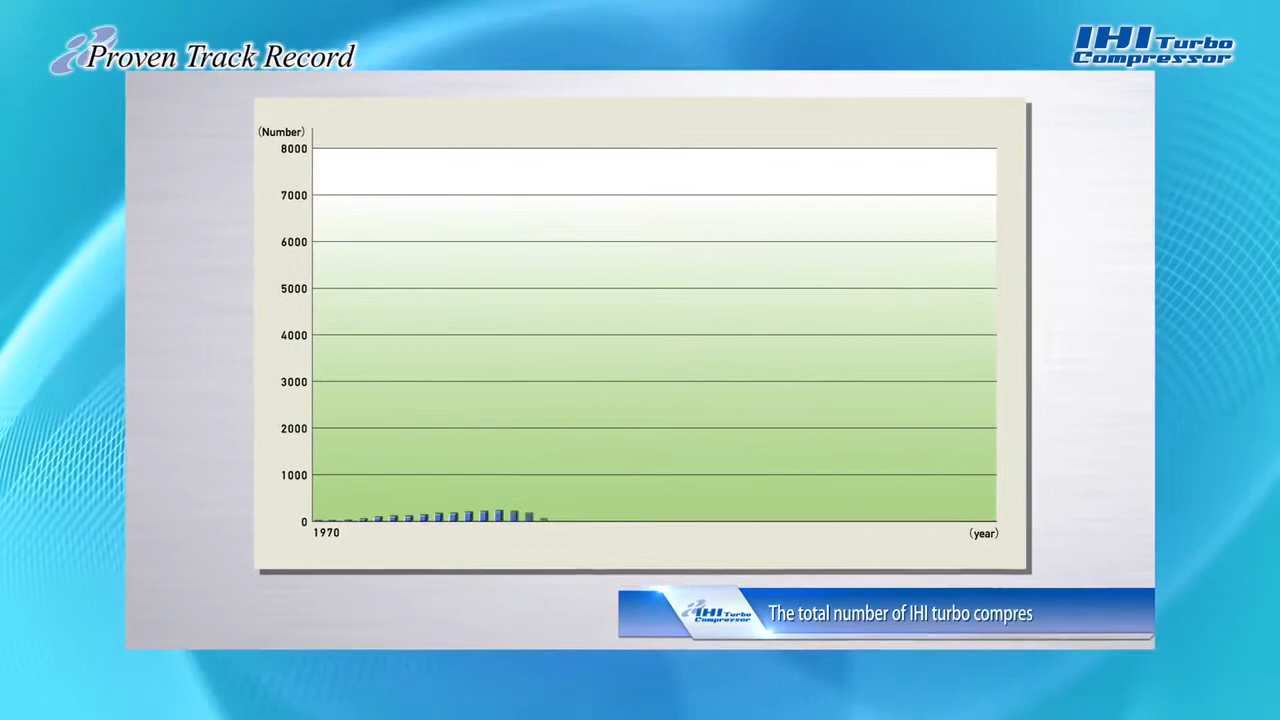 Proven Track Record
IHI Turbo
Compressor
(Number)
8000
7000
6000
5000
4000
3000
2000
1000
0
1970
(year)
IHI Turbo
Compressor
The total number of IHI turbo compres